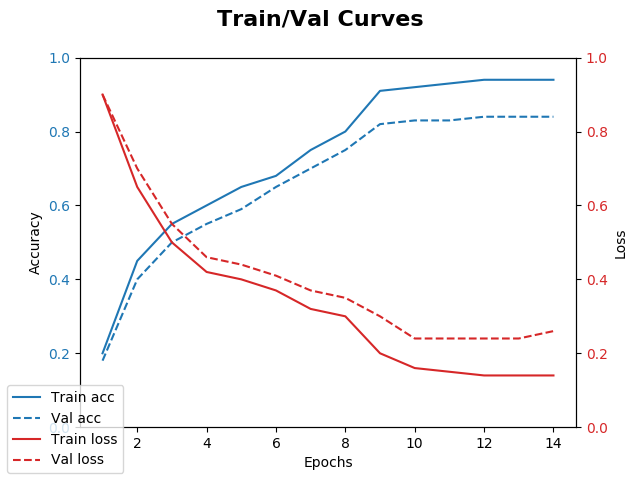 Train/Val Curves
1.0
0.8
0.6
0.4
0.2
0.0
Accuracy
1.0
0.8
0.6
0.4
0.2
0.0
Loss
2 4 6 8 10 12 14
Epochs
Train acc
Val acc
Train loss
Val loss